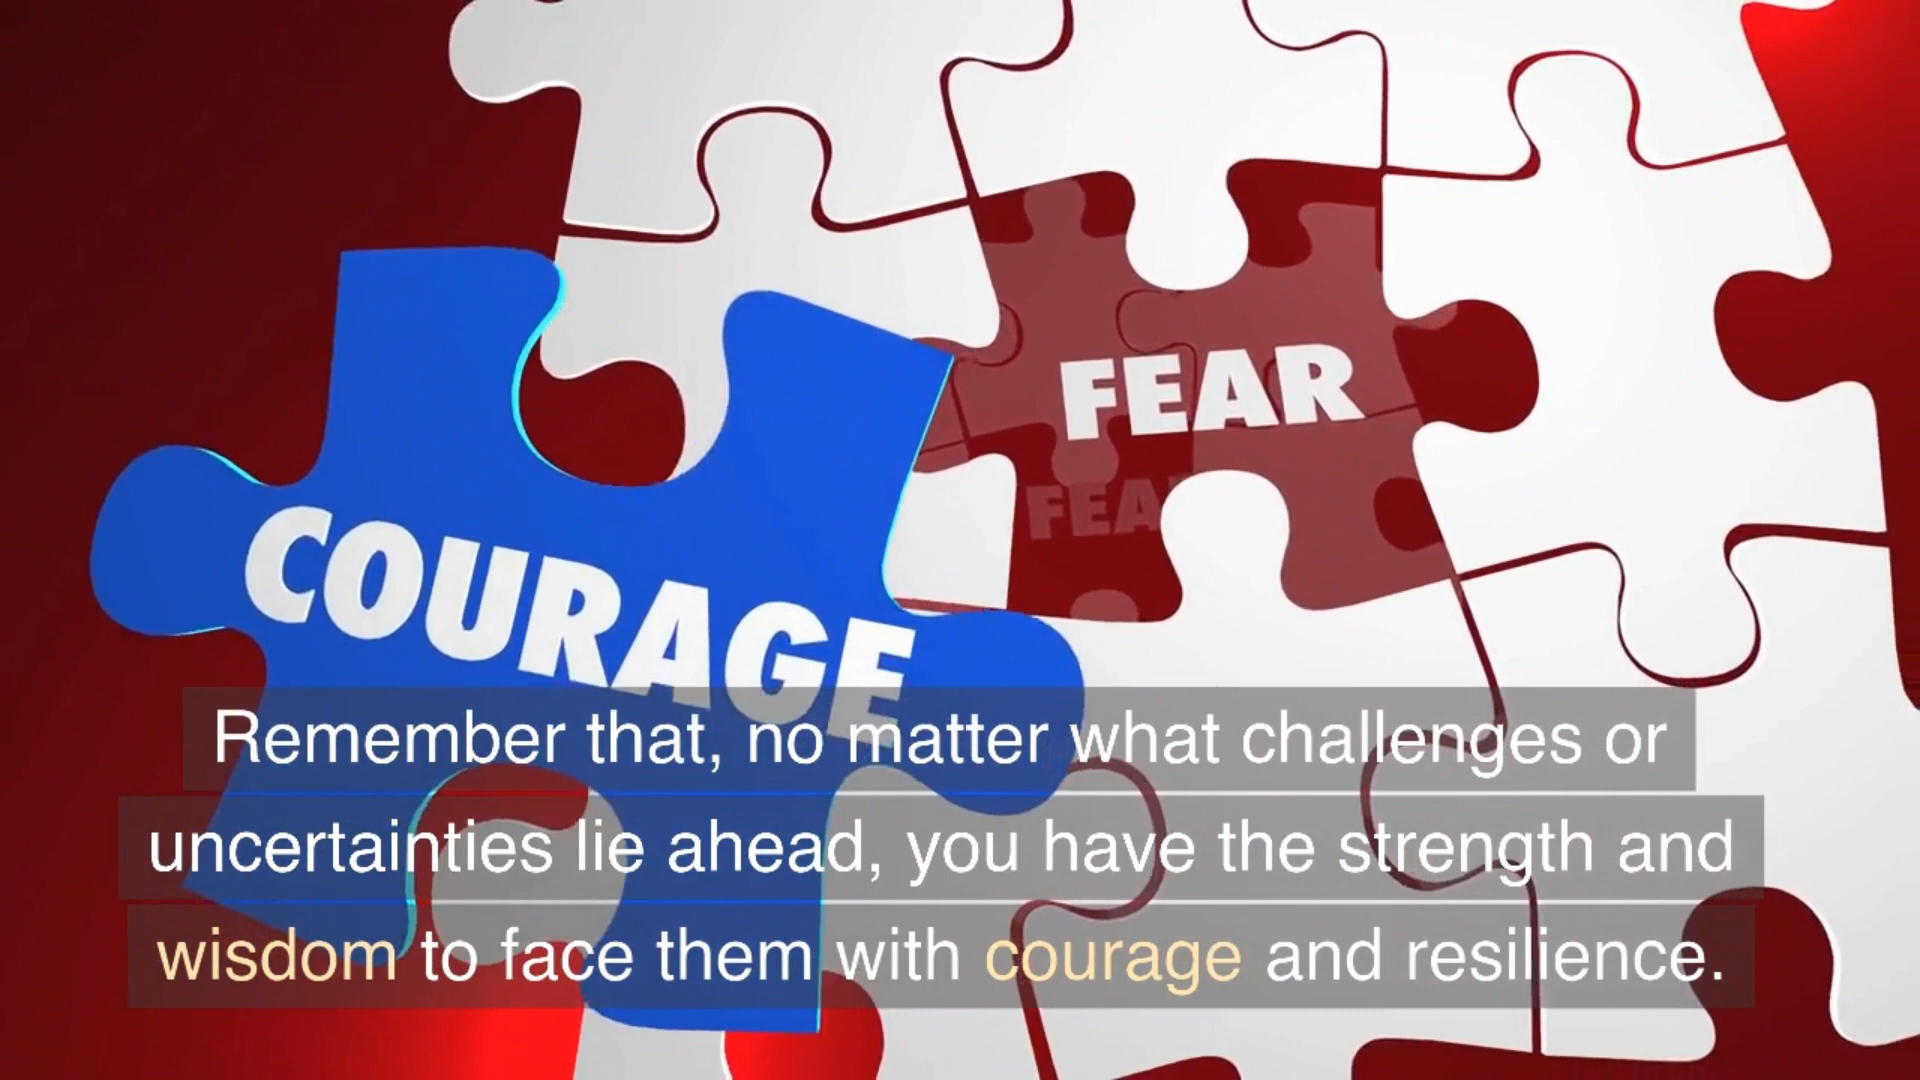 FEAR
FEA
COURAGE
Remember that, no matter what challenges or
uncertainties lie ahead, you have the strength and
wisdom to face them with courage and resilience.